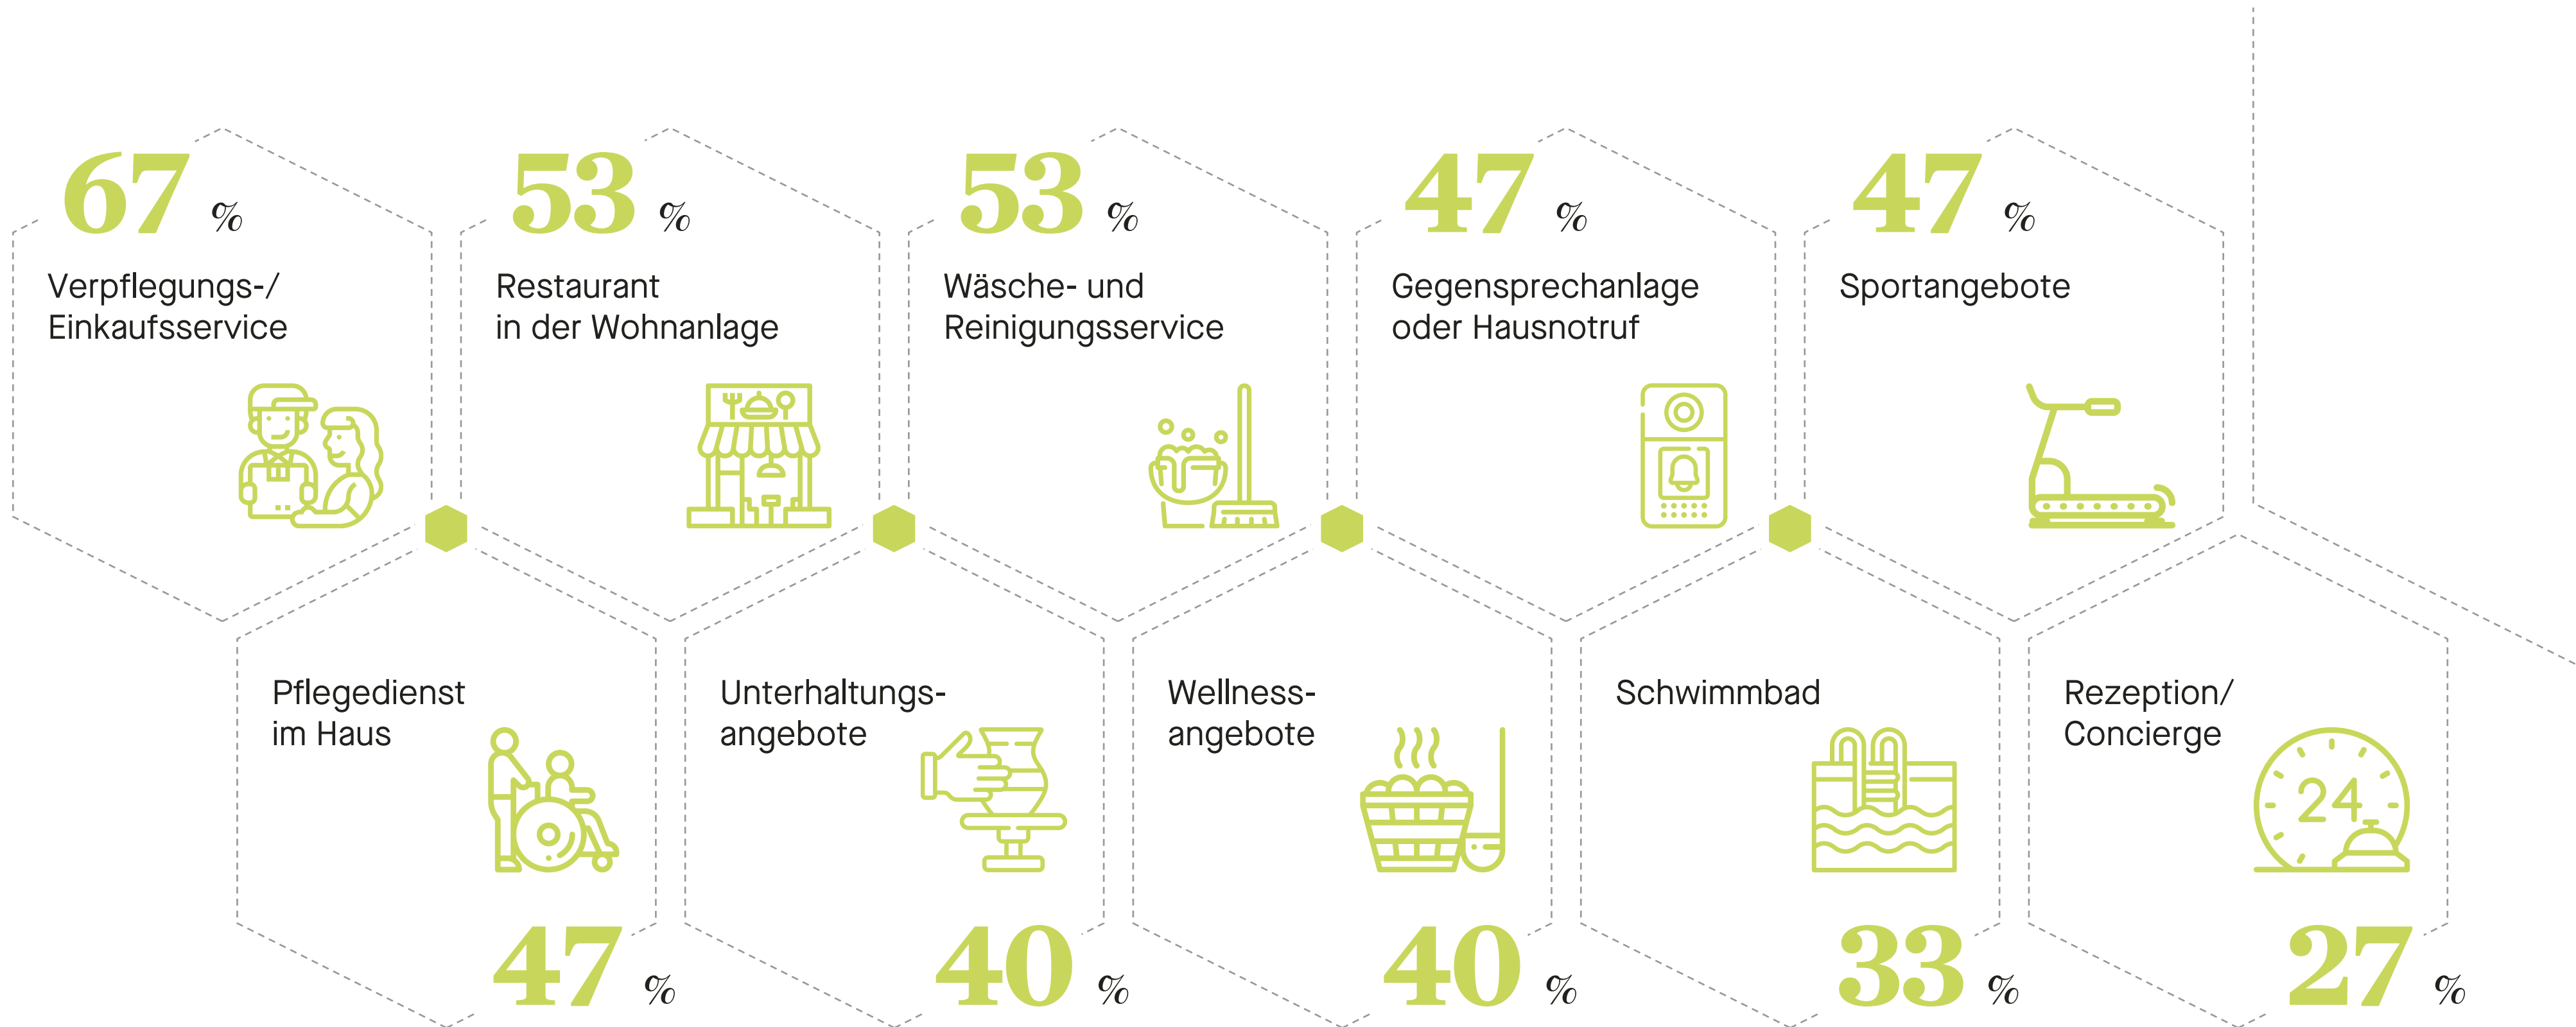 67 %
Verpflegungs-/
Einkaufsservice
53 %
Restaurant
in der Wohnanlage
53 %
Wäsche- und
Reinigungsservice
47 %
Gegensprechanlage
oder Hausnotruf
47 %
Sportangebote
Pflegedienst
im Haus
47 %
Unterhaltungs-
angebote
40 %
Wellness-
angebote
40 %
Schwimmbad
33 %
Rezeption/
Concierge
24
27 %